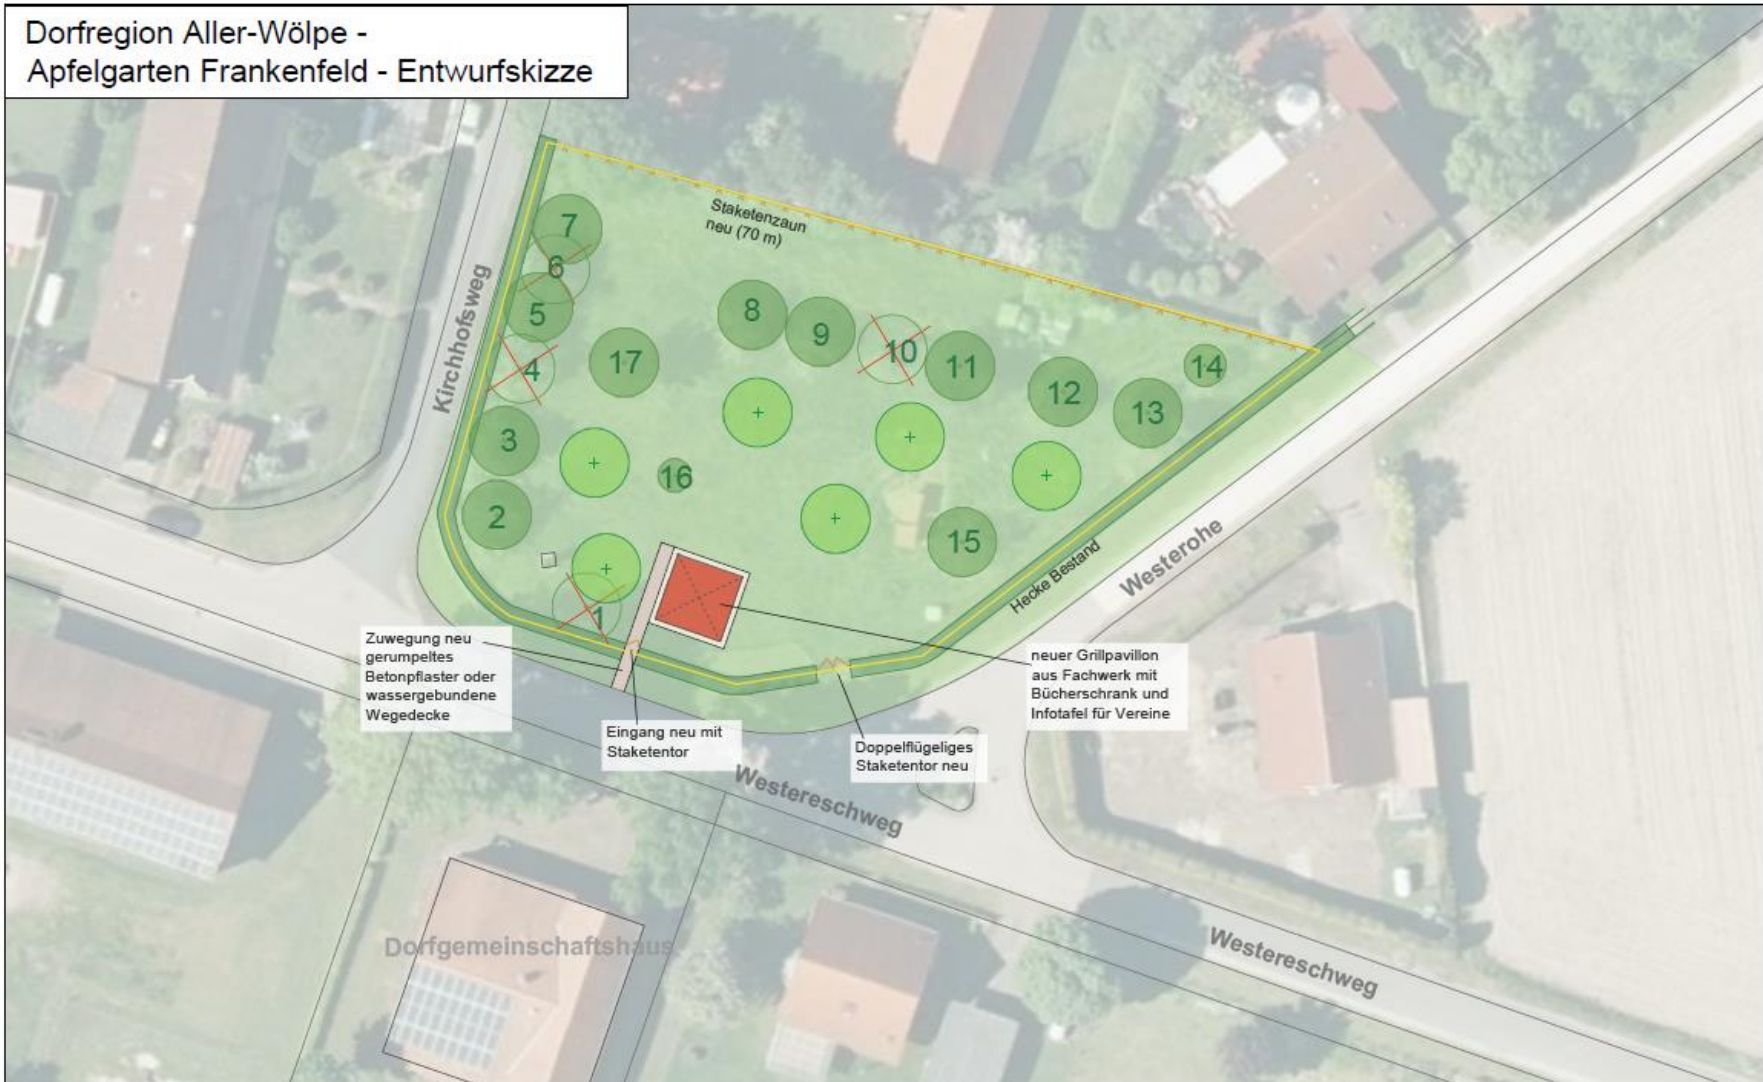 Dorfregion Aller-Wölpe -
Apfelgarten Frankenfeld - Entwurfskizze
Staketenzaun
neu (70 m)
Kirchhofsweg
7
6
5
4
3
2
17
8
9
10
11
12
13
14
16
15
1
Hecke Bestand
Westerohe
Zuwegung neu
gerumpeltes
Betonpflaster oder
wassergebundene
Wegedecke
Eingang neu mit
Staketentor
Doppelflügeliges
Staketentor neu
neuer Grillpavillon
aus Fachwerk mit
Bücherschrank und
Infotafel für Vereine
Westereschweg
Dorfgemeinschaftshaus
Westereschweg